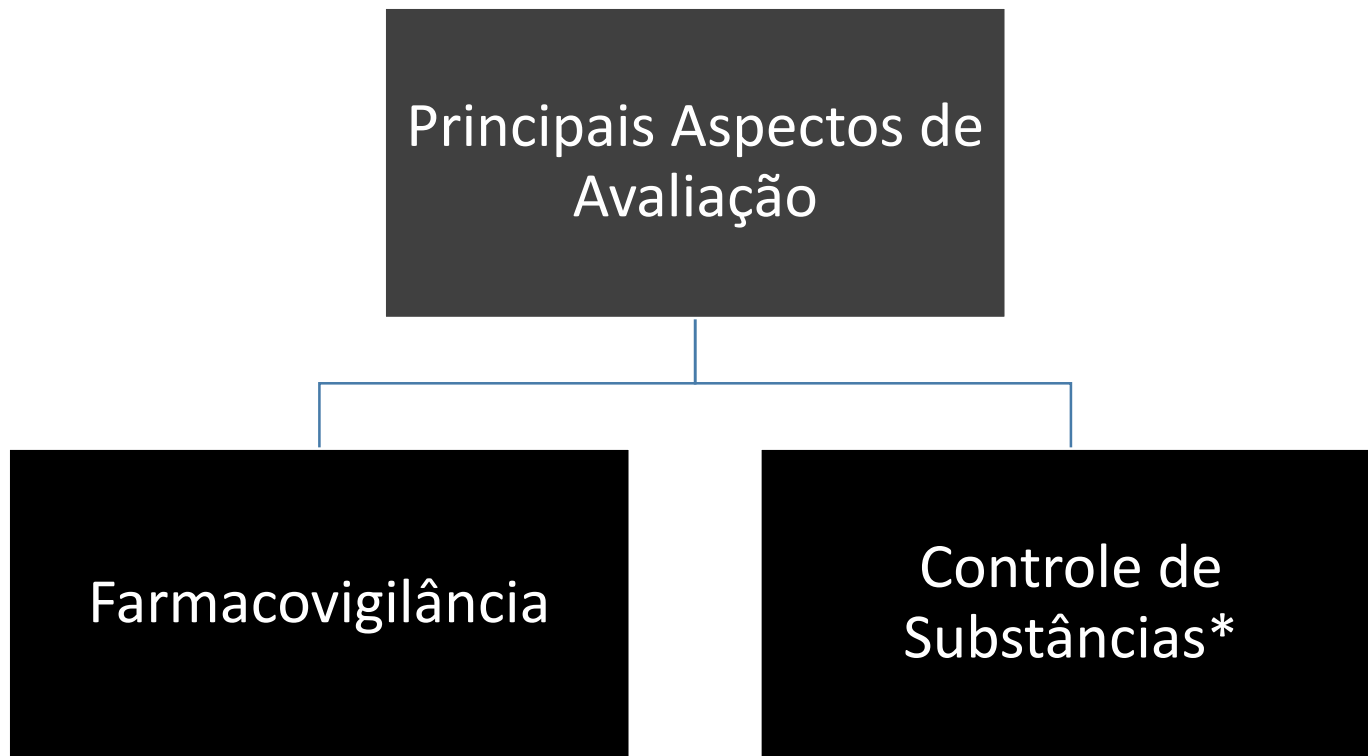 Principais Aspectos de
Avaliação
Farmacovigilância
Controle de
Substâncias*